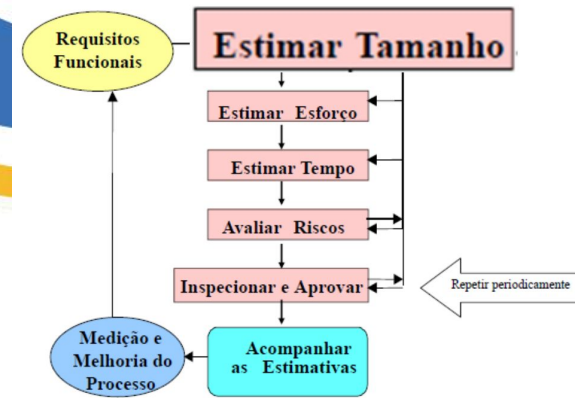 Requisitos
Funcionais
Estimar Tamanho
Estimar Esforço
Estimar Tempo
Avaliar Riscos
Inspecionar e Aprovar
Repetir periodicamente
Medição e
Melhoria do
Processo
Acompanhar
as Estimativas